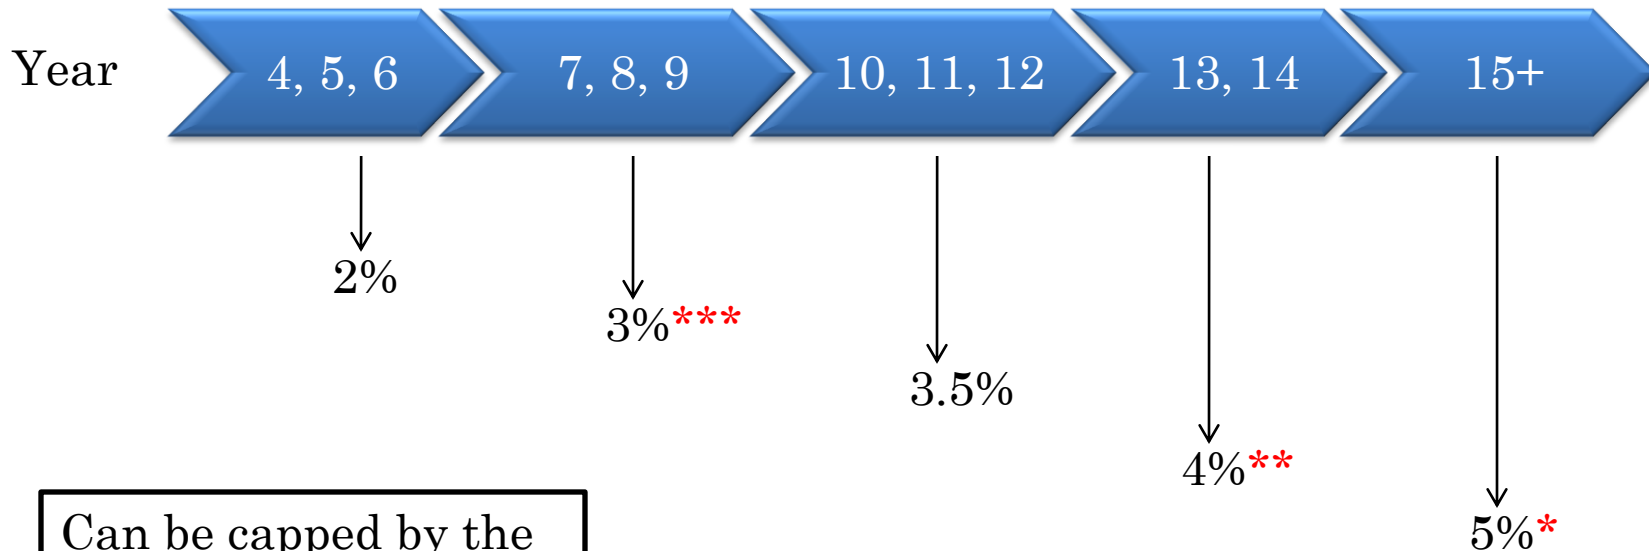 Year 4, 5, 6 7, 8, 9 10, 11, 12 13, 14 15+
2%
3%***
3.5%
4%**
5%*
Can be capped by the